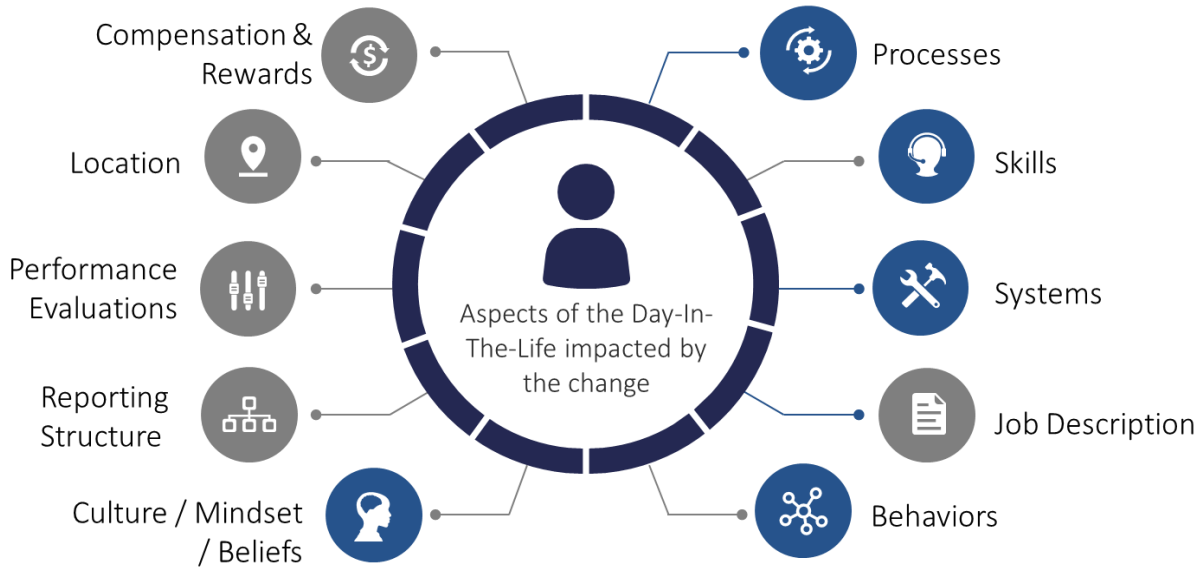 Compensation &
Rewards
Location
Performance
Evaluations
Reporting
Structure
Culture / Mindset
/ Beliefs
$
Aspects of the Day-In-
The-Life impacted by
the change
Processes
Skills
Systems
Job Description
Behaviors